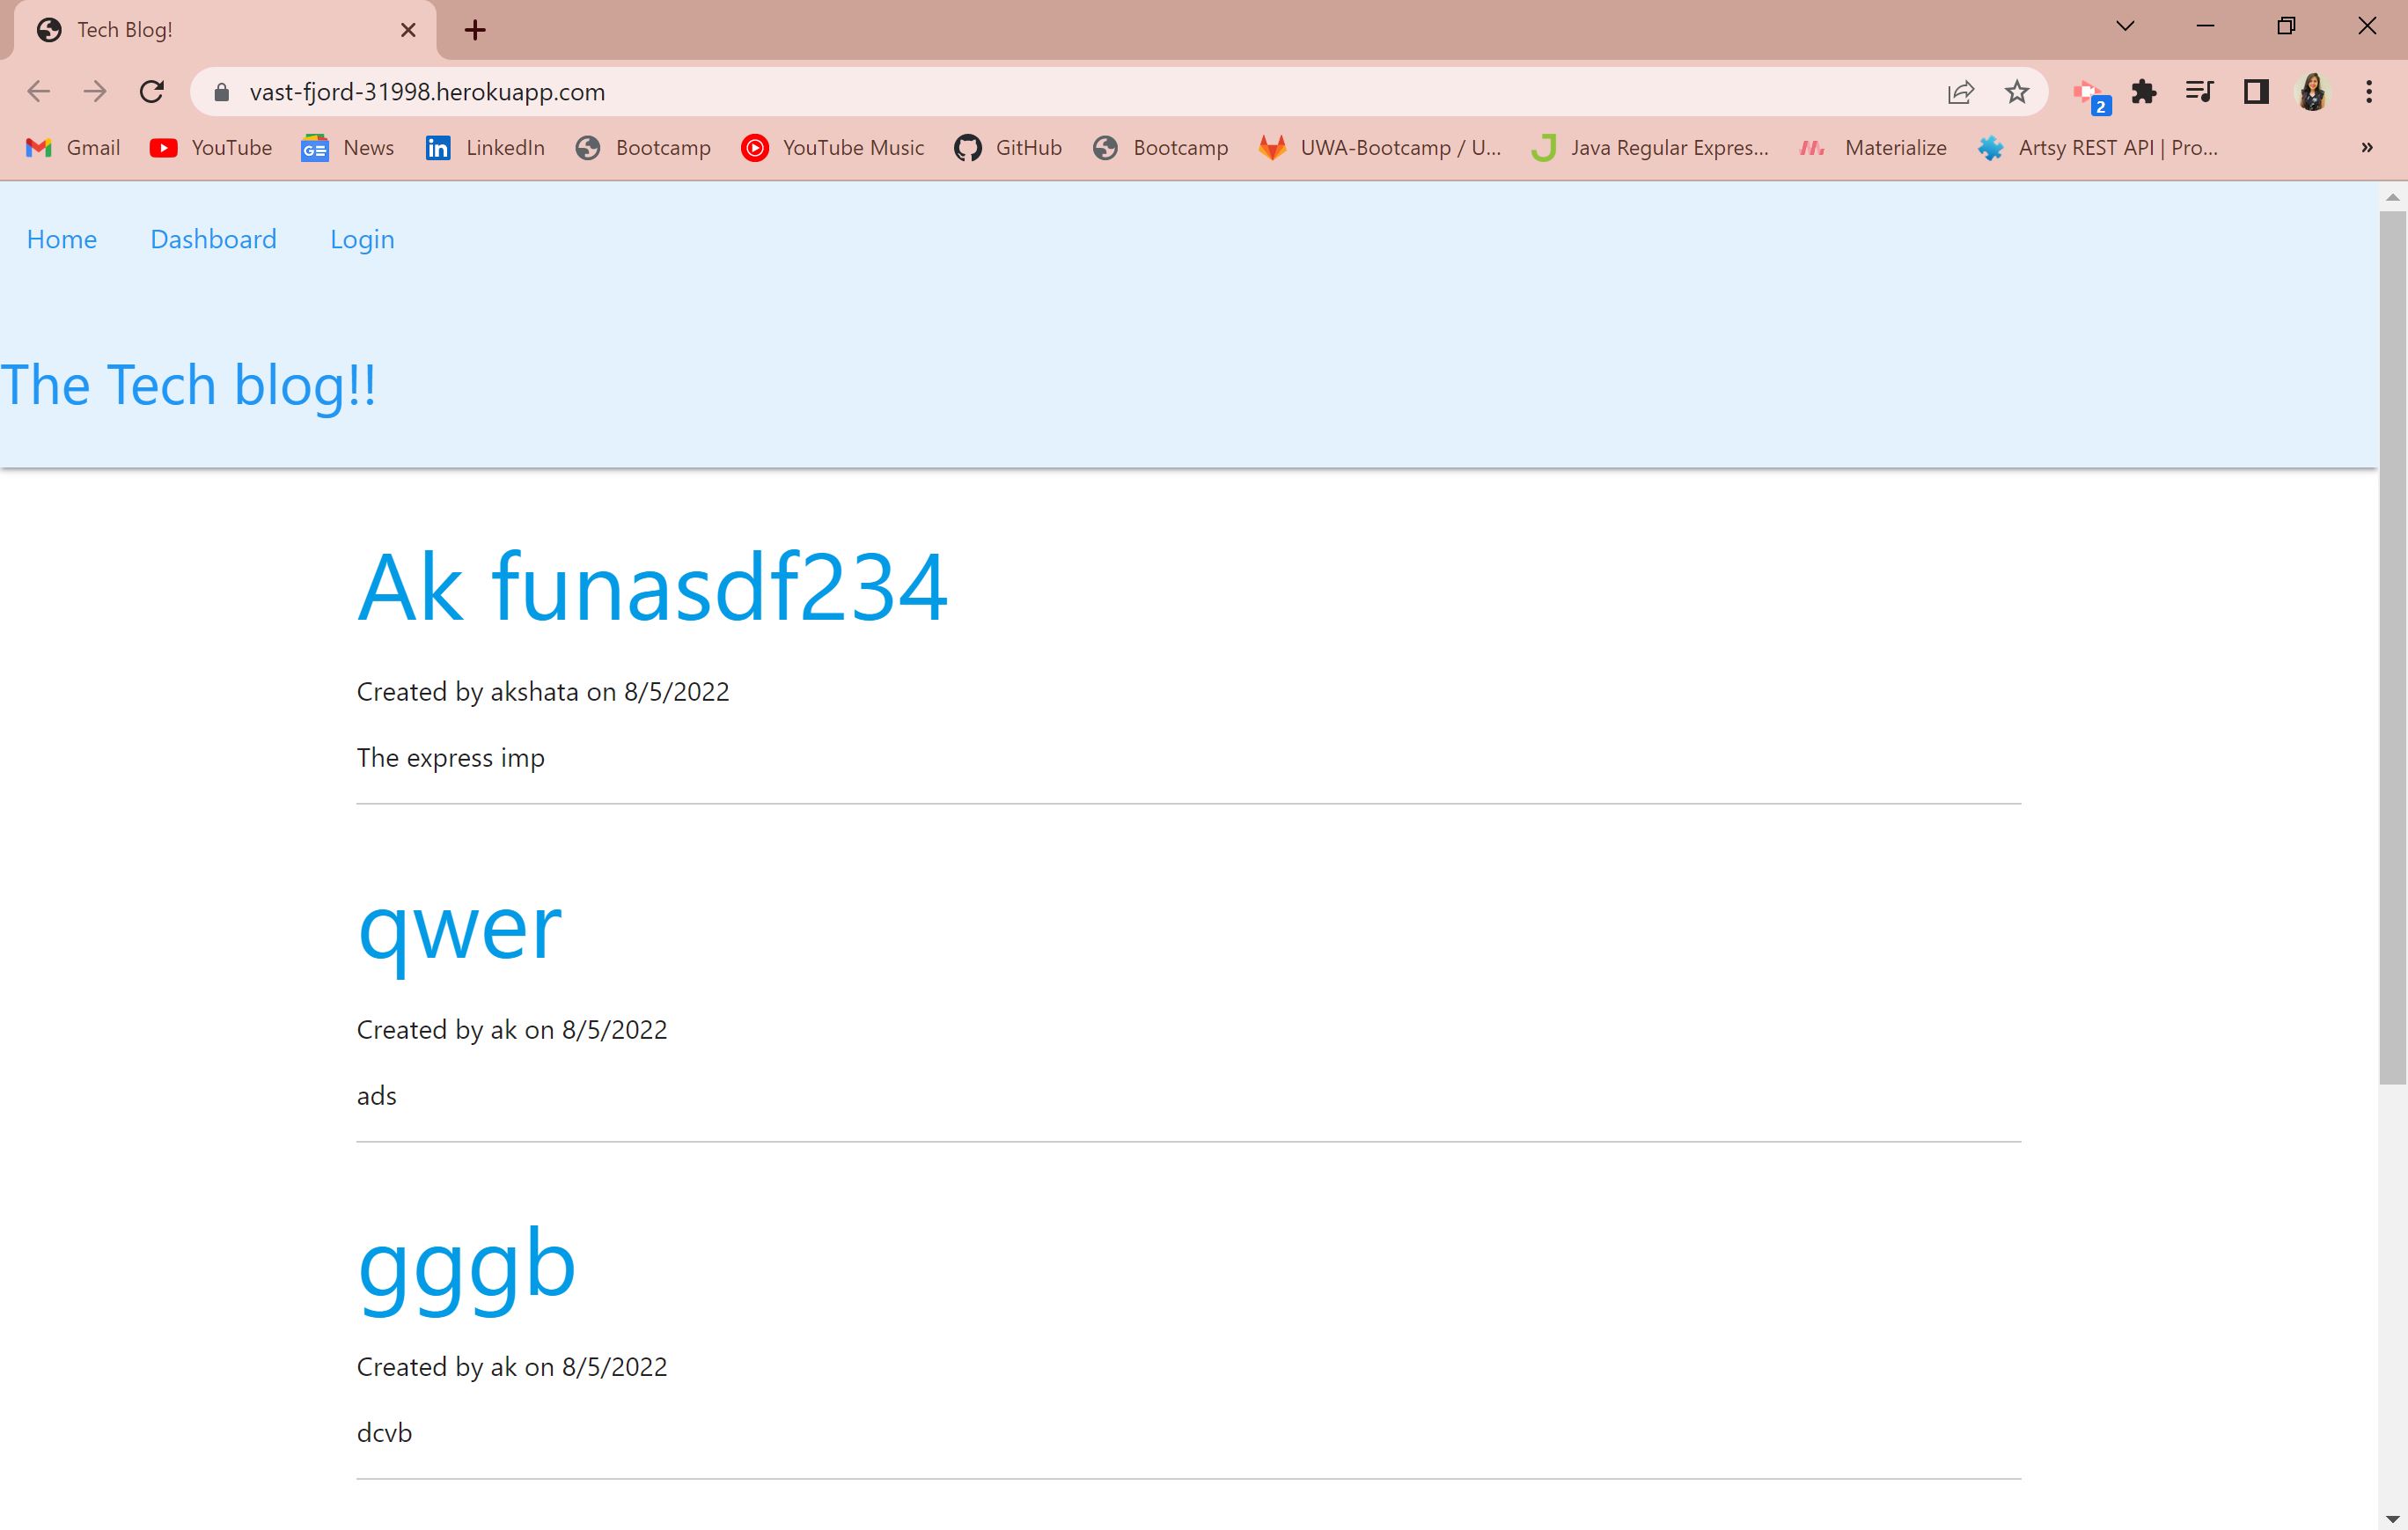 Tech Blog!
vast-fjord-31998.herokuapp.com
2
Gmail YouTube News LinkedIn Bootcamp YouTube Music GitHub Bootcamp UWA-Bootcamp / U... Java Regular Expres... Materialize Artsy REST API | Pro... »
Home Dashboard Login
The Tech blog!!
Ak funasdf234
Created by akshata on 8/5/2022
The express imp
qwer
Created by ak on 8/5/2022
ads
gggb
Created by ak on 8/5/2022
dcvb